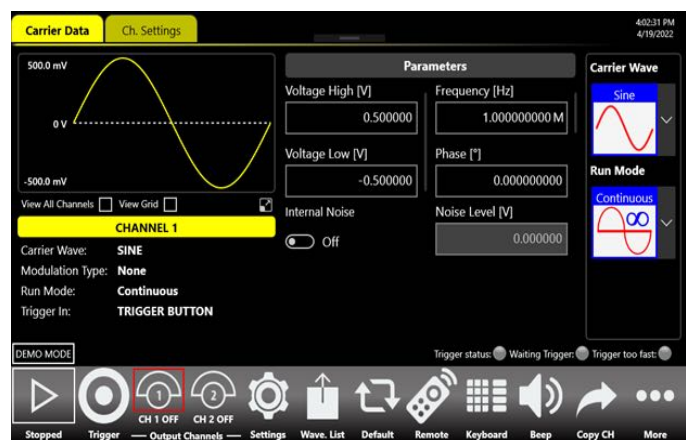 Carrier Data
Ch. Settings
4:02:31 PM
4/19/2022
500.0 mV
0 V
-500.0 mV
View All Channels
View Grid
CHANNEL 1
Carrier Wave: SINE
Modulation Type: None
Run Mode: Continuous
Trigger In: TRIGGER BUTTON
Parameters
Voltage High [V]
0.500000
Frequency [Hz]
1.000000000 M
Voltage Low [V]
-0.500000
Phase [°]
0.000000000
Internal Noise
Off
Noise Level [V]
0.000000
Carrier Wave
Sine
Run Mode
Continuous
DEMO MODE
Trigger status:
Waiting Trigger:
Trigger too fast:
1
2
CH 1 OFF
CH 2 OFF
Stopped
Trigger
Output Channels
Settings
Wave. List
Default
Remote
Keyboard
Beep
Copy CH
More